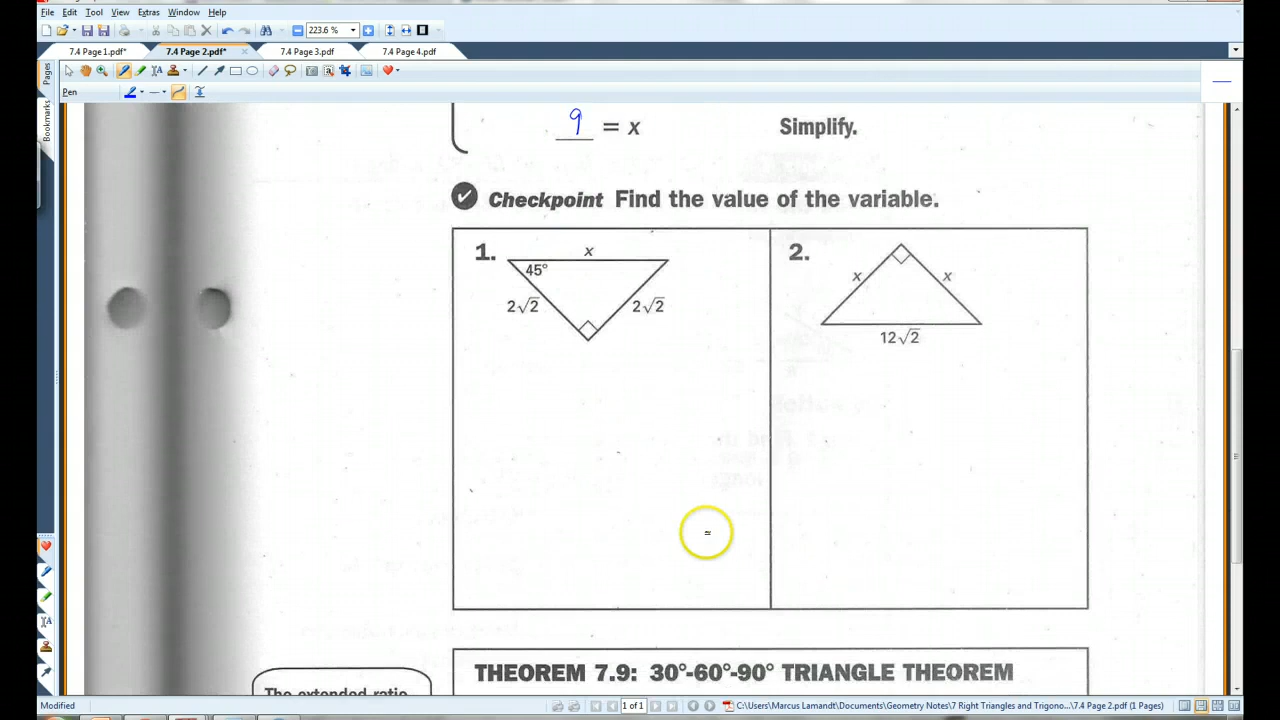 File Edit View Tools Extras Window Help
223.6 %
7.4 Page 1.pdf* 7.4 Page 2.pdf* 7.4 Page 3.pdf 7.4 Page 4.pdf
Pen
Pages
Bookmarks
9 = x Simplify.
Checkpoint Find the value of the variable.
1. x
45°
2√2 2√2
2. x x
12√2
THEOREM 7.9: 30°-60°-90° TRIANGLE THEOREM
The extended ratio
Modified 1 of 1 C:\Users\Marcus Lamandt\Documents\Geometry Notes\7 Right Triangles and Trigono...\7.4 Page 2.pdf (1 Pages)